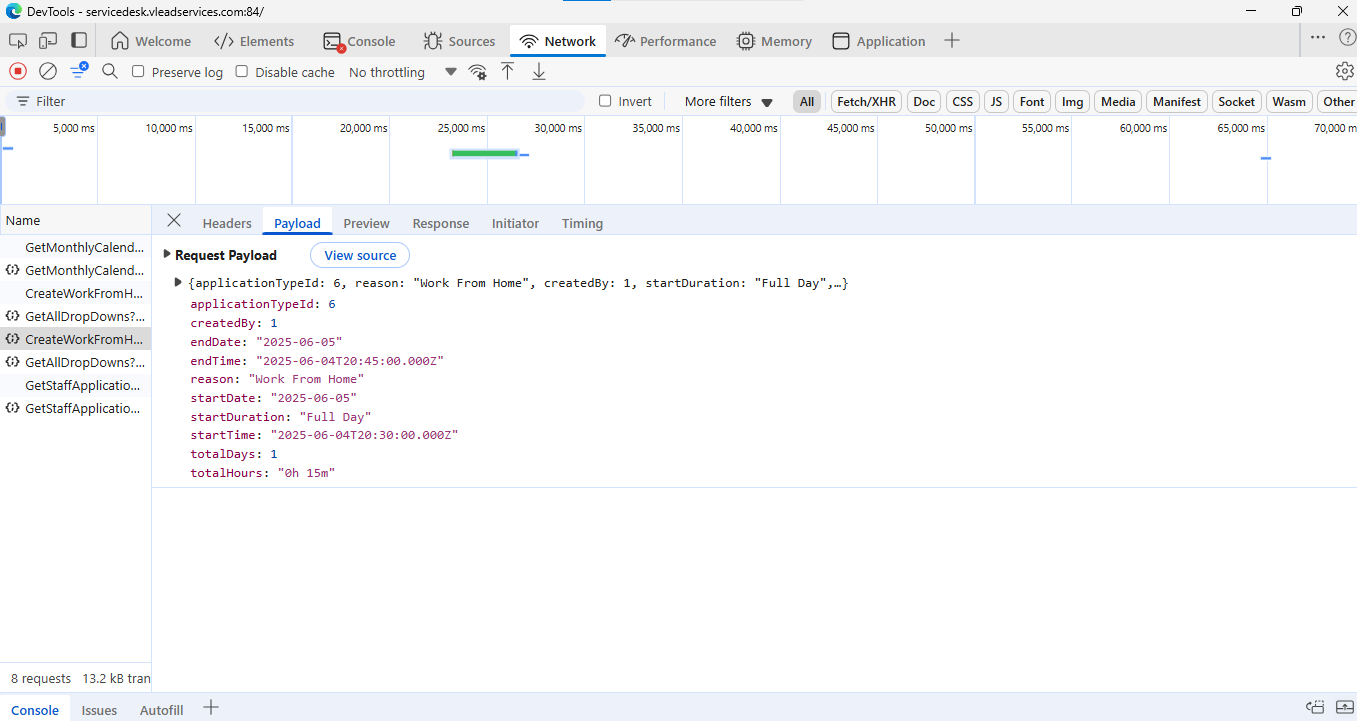 DevTools - servicedesk.vleadservices.com:84/
Welcome Elements Console Sources Network Performance Memory Application
Preserve log Disable cache No throttling
Filter Invert More filters All Fetch/XHR Doc CSS JS Font Img Media Manifest Socket Wasm Other
5,000 ms 10,000 ms 15,000 ms 20,000 ms 25,000 ms 30,000 ms 35,000 ms 40,000 ms 45,000 ms 50,000 ms 55,000 ms 60,000 ms 65,000 ms 70,000 m
Name
Headers Payload Preview Response Initiator Timing
GetMonthlyCalend...
GetMonthlyCalend...
CreateWorkFromH...
GetAllDropDowns?...
CreateWorkFromH...
GetAllDropDowns?...
GetStaffApplicatio...
GetStaffApplicatio...
Request Payload View source
{applicationTypeId: 6, reason: "Work From Home", createdBy: 1, startDuration: "Full Day",…}
applicationTypeId: 6
createdBy: 1
endDate: "2025-06-05"
endTime: "2025-06-04T20:45:00.000Z"
reason: "Work From Home"
startDate: "2025-06-05"
startDuration: "Full Day"
startTime: "2025-06-04T20:30:00.000Z"
totalDays: 1
totalHours: "0h 15m"
8 requests 13.2 kB tran
Console Issues Autofill